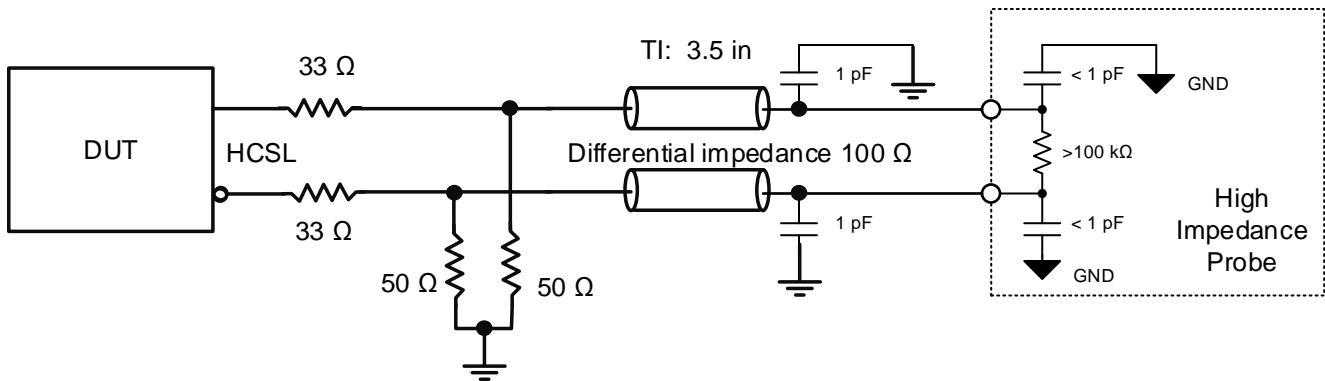 TI: 3.5 in
33 Ω
1 pF
< 1 pF
GND
DUT
HCSL
Differential impedance 100 Ω
>100 kΩ
33 Ω
1 pF
< 1 pF
High
Impedance
Probe
50 Ω
50 Ω
GND